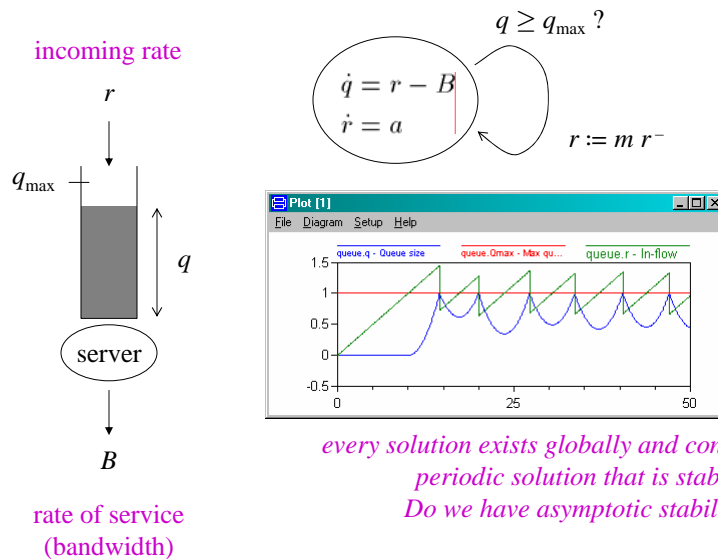 incoming rate
r
q_max
q
server
B
rate of service
(bandwidth)
q ≥ q_max ?
q̇ = r − B
ṙ = a
r := m r⁻
Plot [1]
File Diagram Setup Help
queue.q - Queue size
queue.Qmax - Max qu...
queue.r - In-flow
1.5
1
0.5
0
-0.5
0 25 50
every solution exists globally and con
periodic solution that is stab
Do we have asymptotic stabil